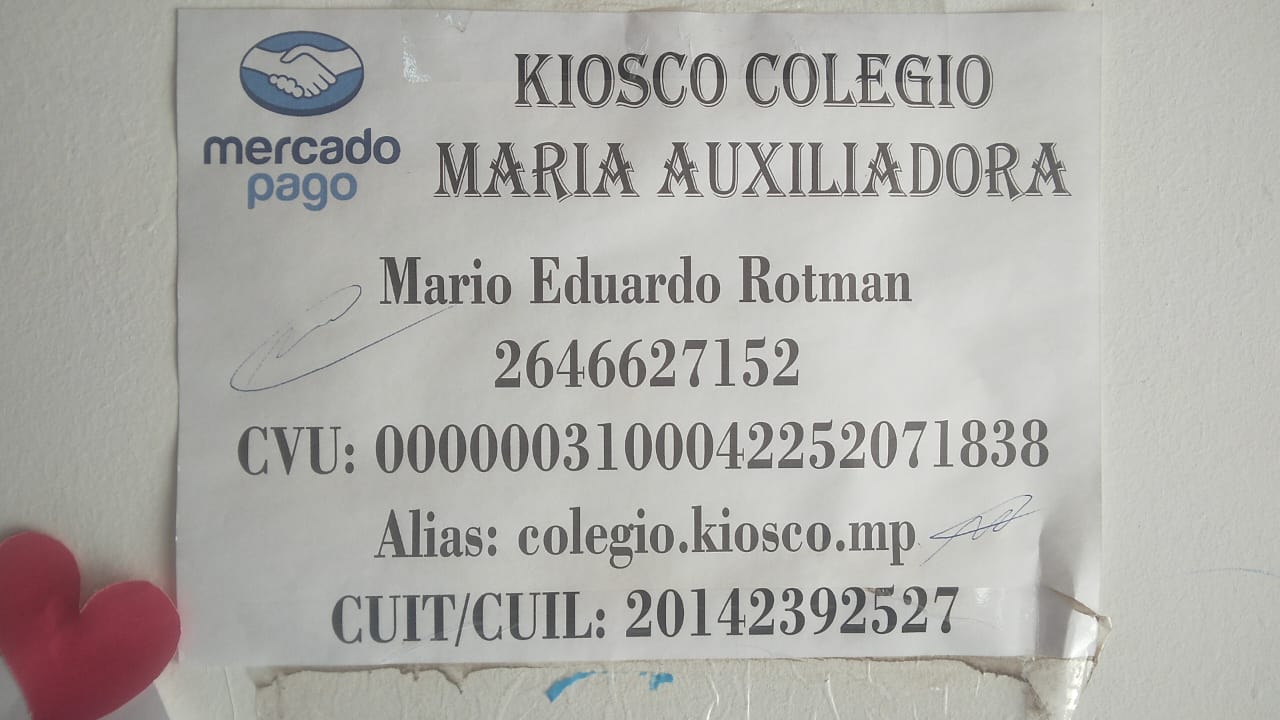 mercado
pago
KIOSCO COLEGIO
MARIA AUXILIADORA
Mario Eduardo Rotman
2646627152
CVU: 0000003100042252071838
Alias: colegio.kiosco.mp
CUIT/CUIL: 20142392527